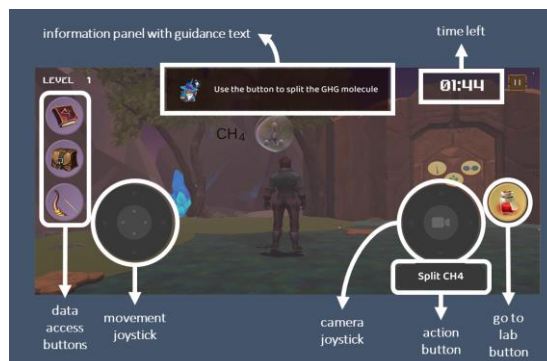 information panel with guidance text
time left
LEVEL 1
Use the button to split the GHG molecule
01:44
CH4
Split CH4
data
access
buttons
movement
joystick
camera
joystick
action
button
go to
lab
button